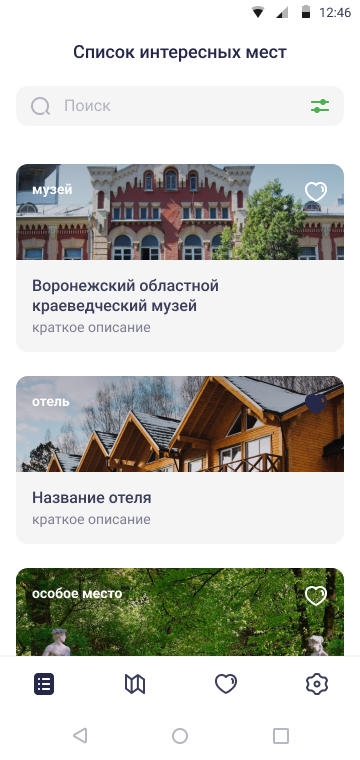 12:46
Список интересных мест
Поиск
музей
Воронежский областной
краеведческий музей
краткое описание
отель
Название отеля
краткое описание
особое место